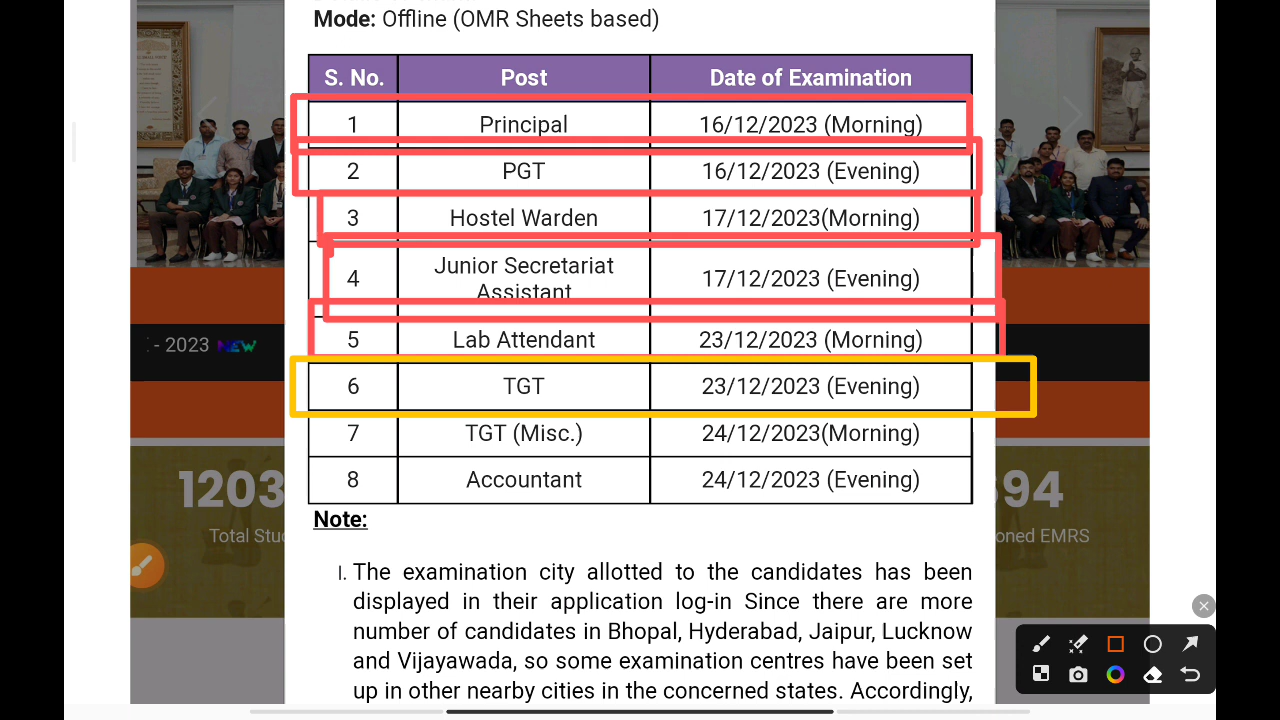 Mode: Offline (OMR Sheets based)
S. No. Post Date of Examination
1 Principal 16/12/2023 (Morning)
2 PGT 16/12/2023 (Evening)
3 Hostel Warden 17/12/2023(Morning)
4 Junior Secretariat Assistant 17/12/2023 (Evening)
5 Lab Attendant 23/12/2023 (Morning)
6 TGT 23/12/2023 (Evening)
7 TGT (Misc.) 24/12/2023(Morning)
8 Accountant 24/12/2023 (Evening)
Note:
I. The examination city allotted to the candidates has been
displayed in their application log-in Since there are more
number of candidates in Bhopal, Hyderabad, Jaipur, Lucknow
and Vijayawada, so some examination centres have been set
up in other nearby cities in the concerned states. Accordingly,
- 2023 NEW
1203
Total Stu
94
oned EMRS